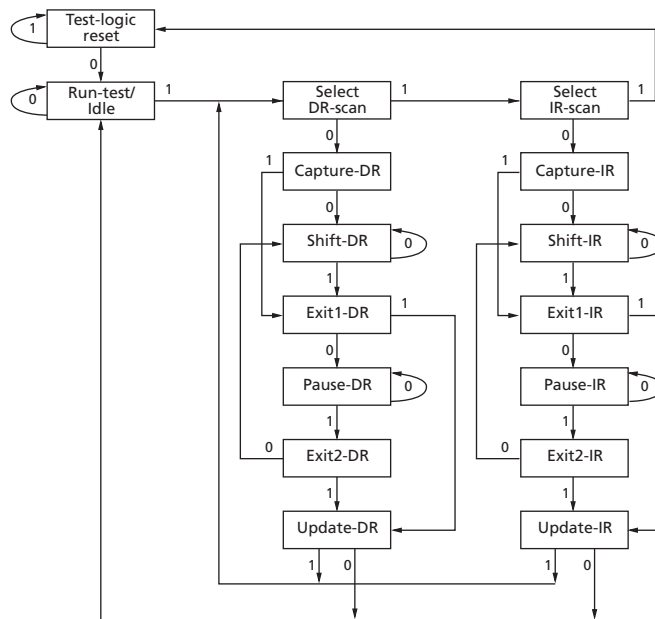 Test-logic
reset
1
0
Run-test/
Idle
0
1
Select
DR-scan
1
Select
IR-scan
1
0
0
1
Capture-DR
1
Capture-IR
0
0
Shift-DR
0
Shift-IR
0
1
1
Exit1-DR
1
Exit1-IR
1
0
0
Pause-DR
0
Pause-IR
0
1
1
0
Exit2-DR
0
Exit2-IR
1
1
Update-DR
Update-IR
1
0
1
0